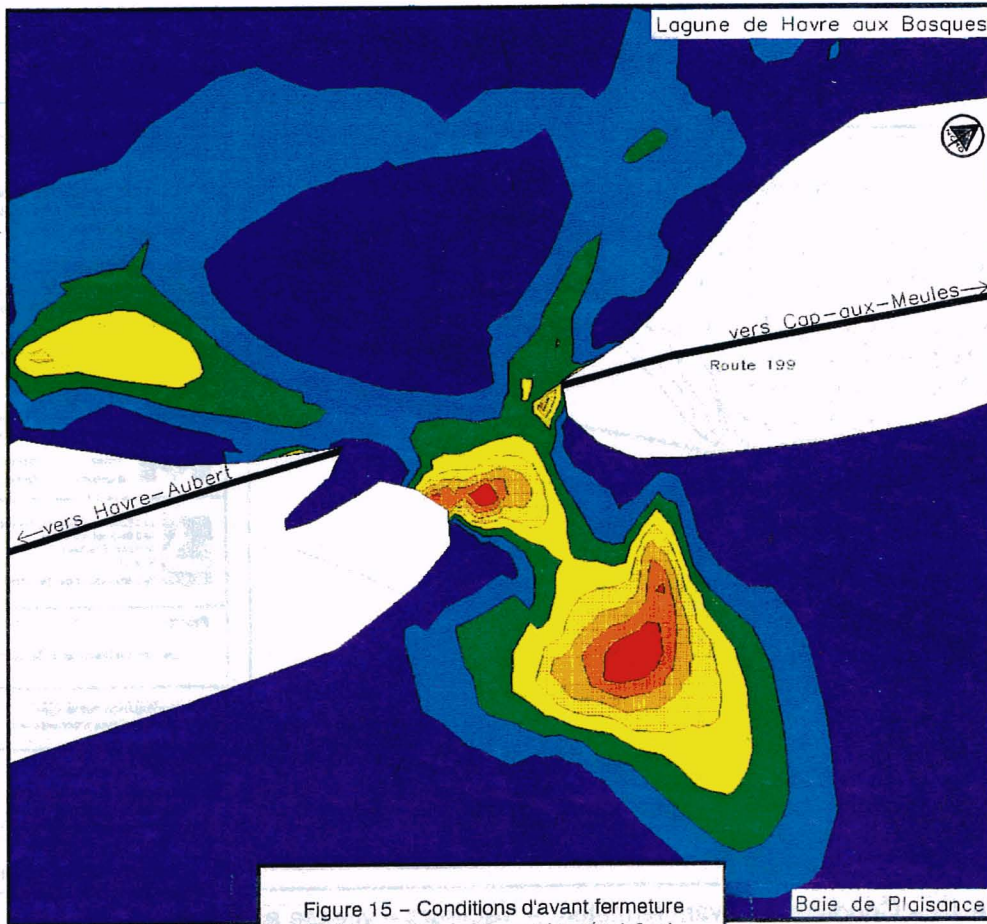 Lagune de Havre aux Basques
vers Cap-aux-Meules
Route 199
vers Havre-Aubert
Figure 15 – Conditions d'avant fermeture
Baie de Plaisance